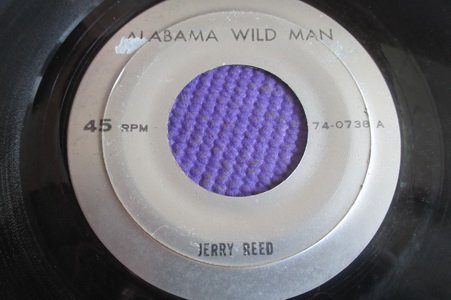 ALABAMA WILD MAN
45 RPM
74-0738 A
JERRY REED